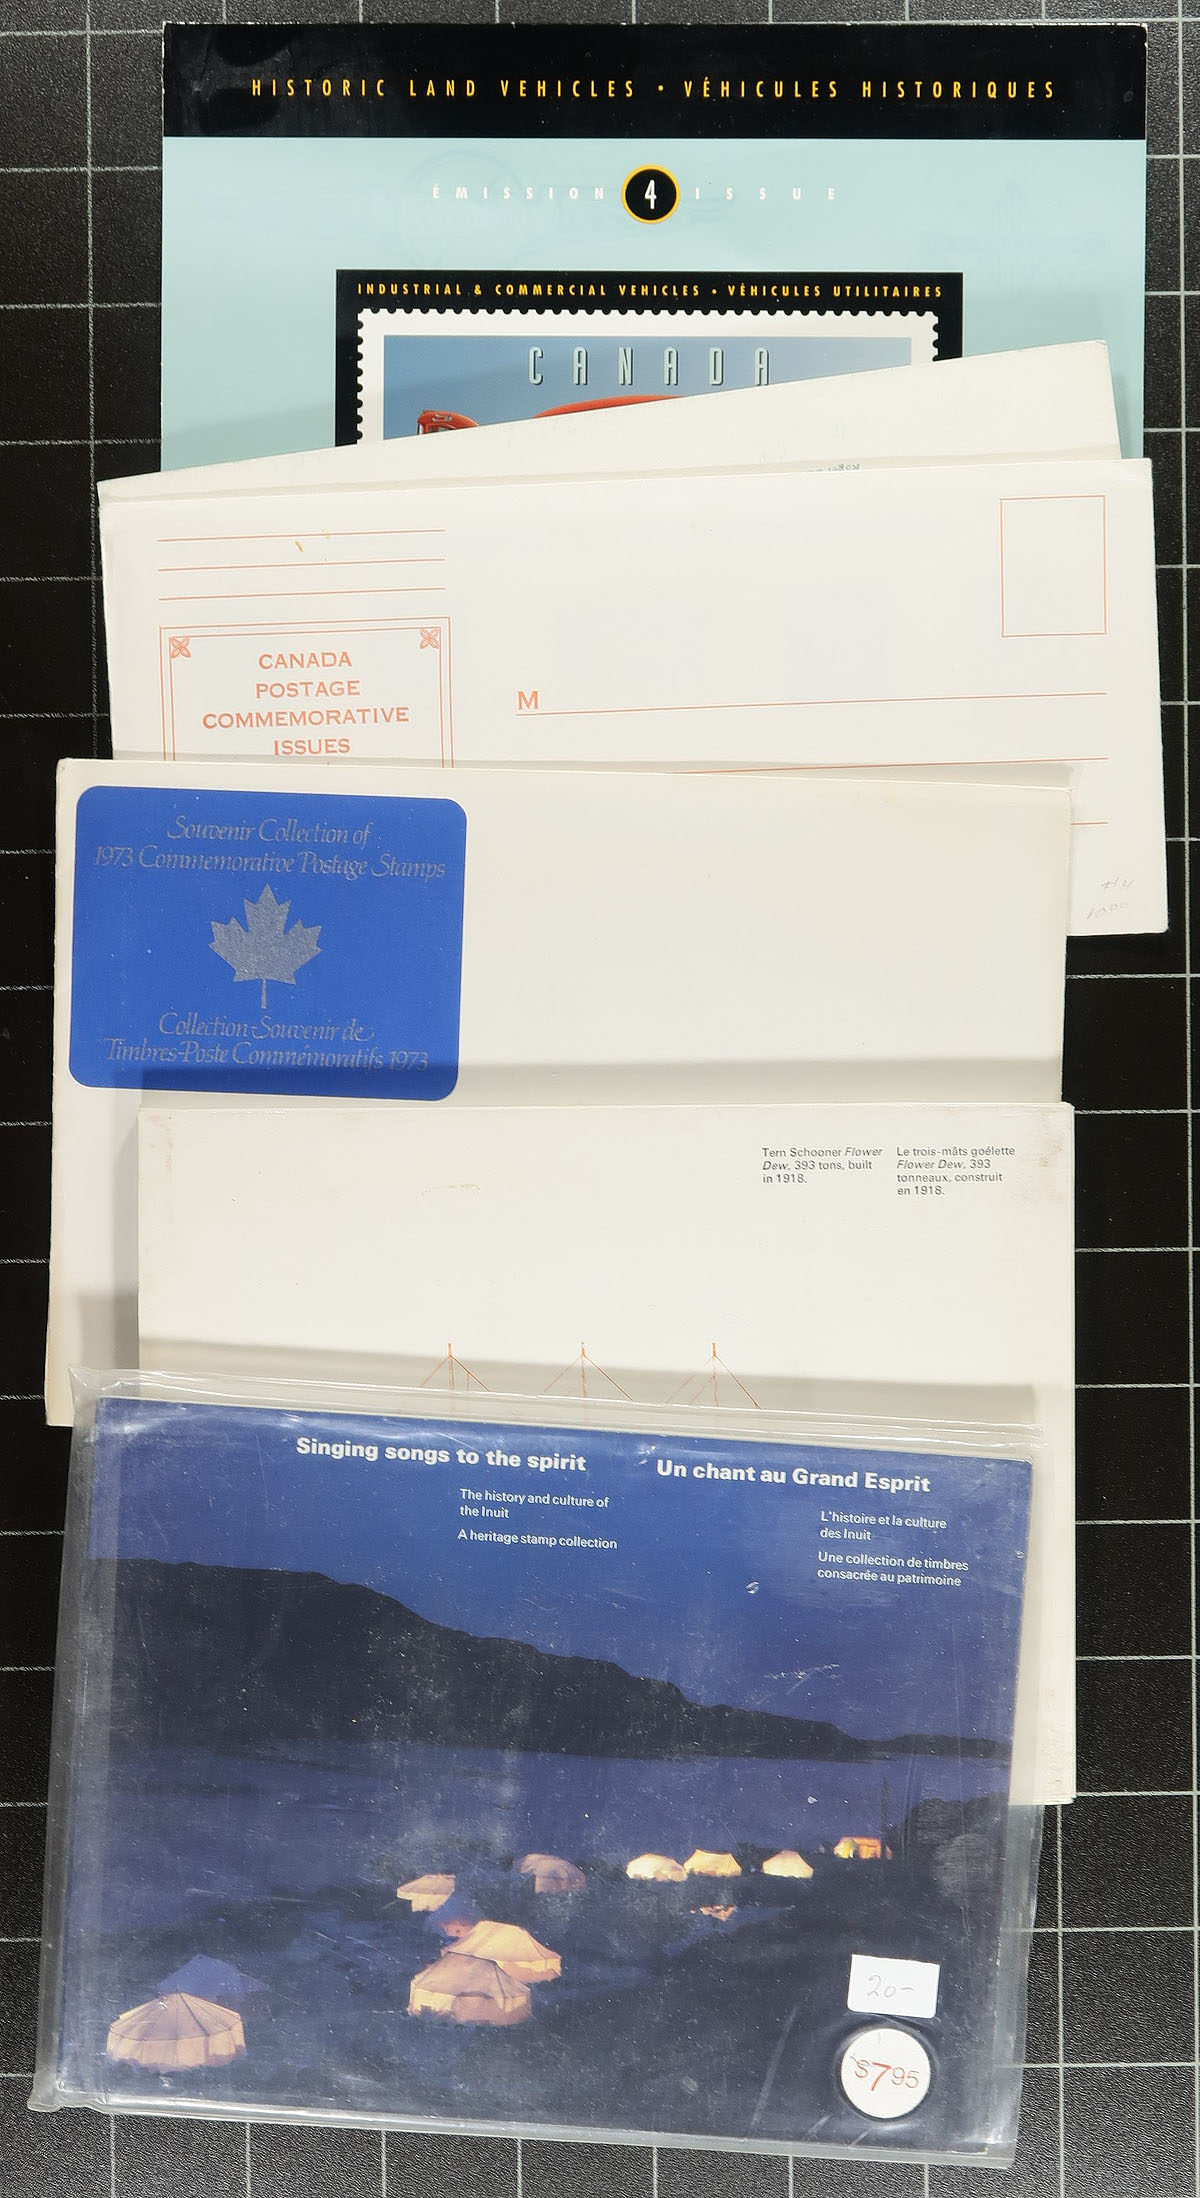 HISTORIC LAND VEHICLES • VÉHICULES HISTORIQUES
ÉMISSION 4 ISSUE
INDUSTRIAL & COMMERCIAL VEHICLES • VÉHICULES UTILITAIRES
CANADA
CANADA
POSTAGE
COMMEMORATIVE
ISSUES
M
#4
1000
Souvenir Collection of
1973 Commemorative Postage Stamps
Collection Souvenir de
Timbres-Poste Commémoratifs 1973
Tern Schooner Flower
Dew, 393 tons, built
in 1918.
Le trois-mâts goélette
Flower Dew, 393
tonneaux, construit
en 1918.
Singing songs to the spirit
The history and culture of
the Inuit
A heritage stamp collection
Un chant au Grand Esprit
L'histoire et la culture
des Inuit
Une collection de timbres
consacrée au patrimoine
20-
$7.95